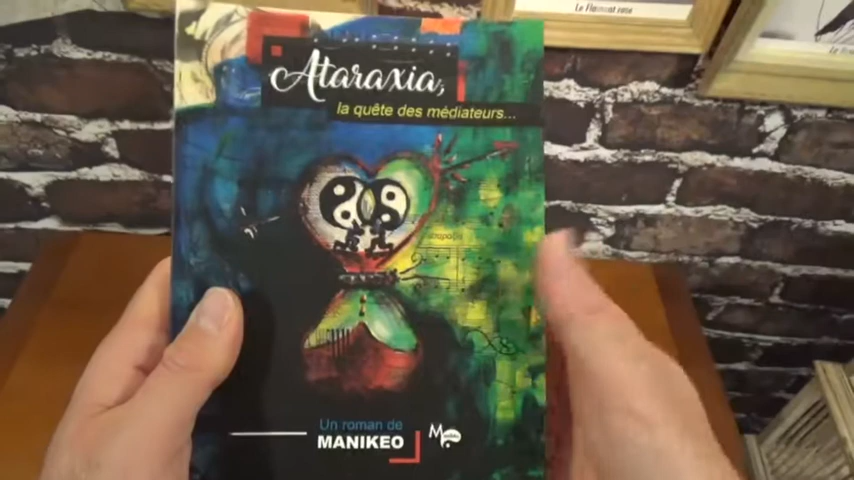 Le Flamant rose
Ataraxia,
la quête des médiateurs...
Un roman de
MANIKEO